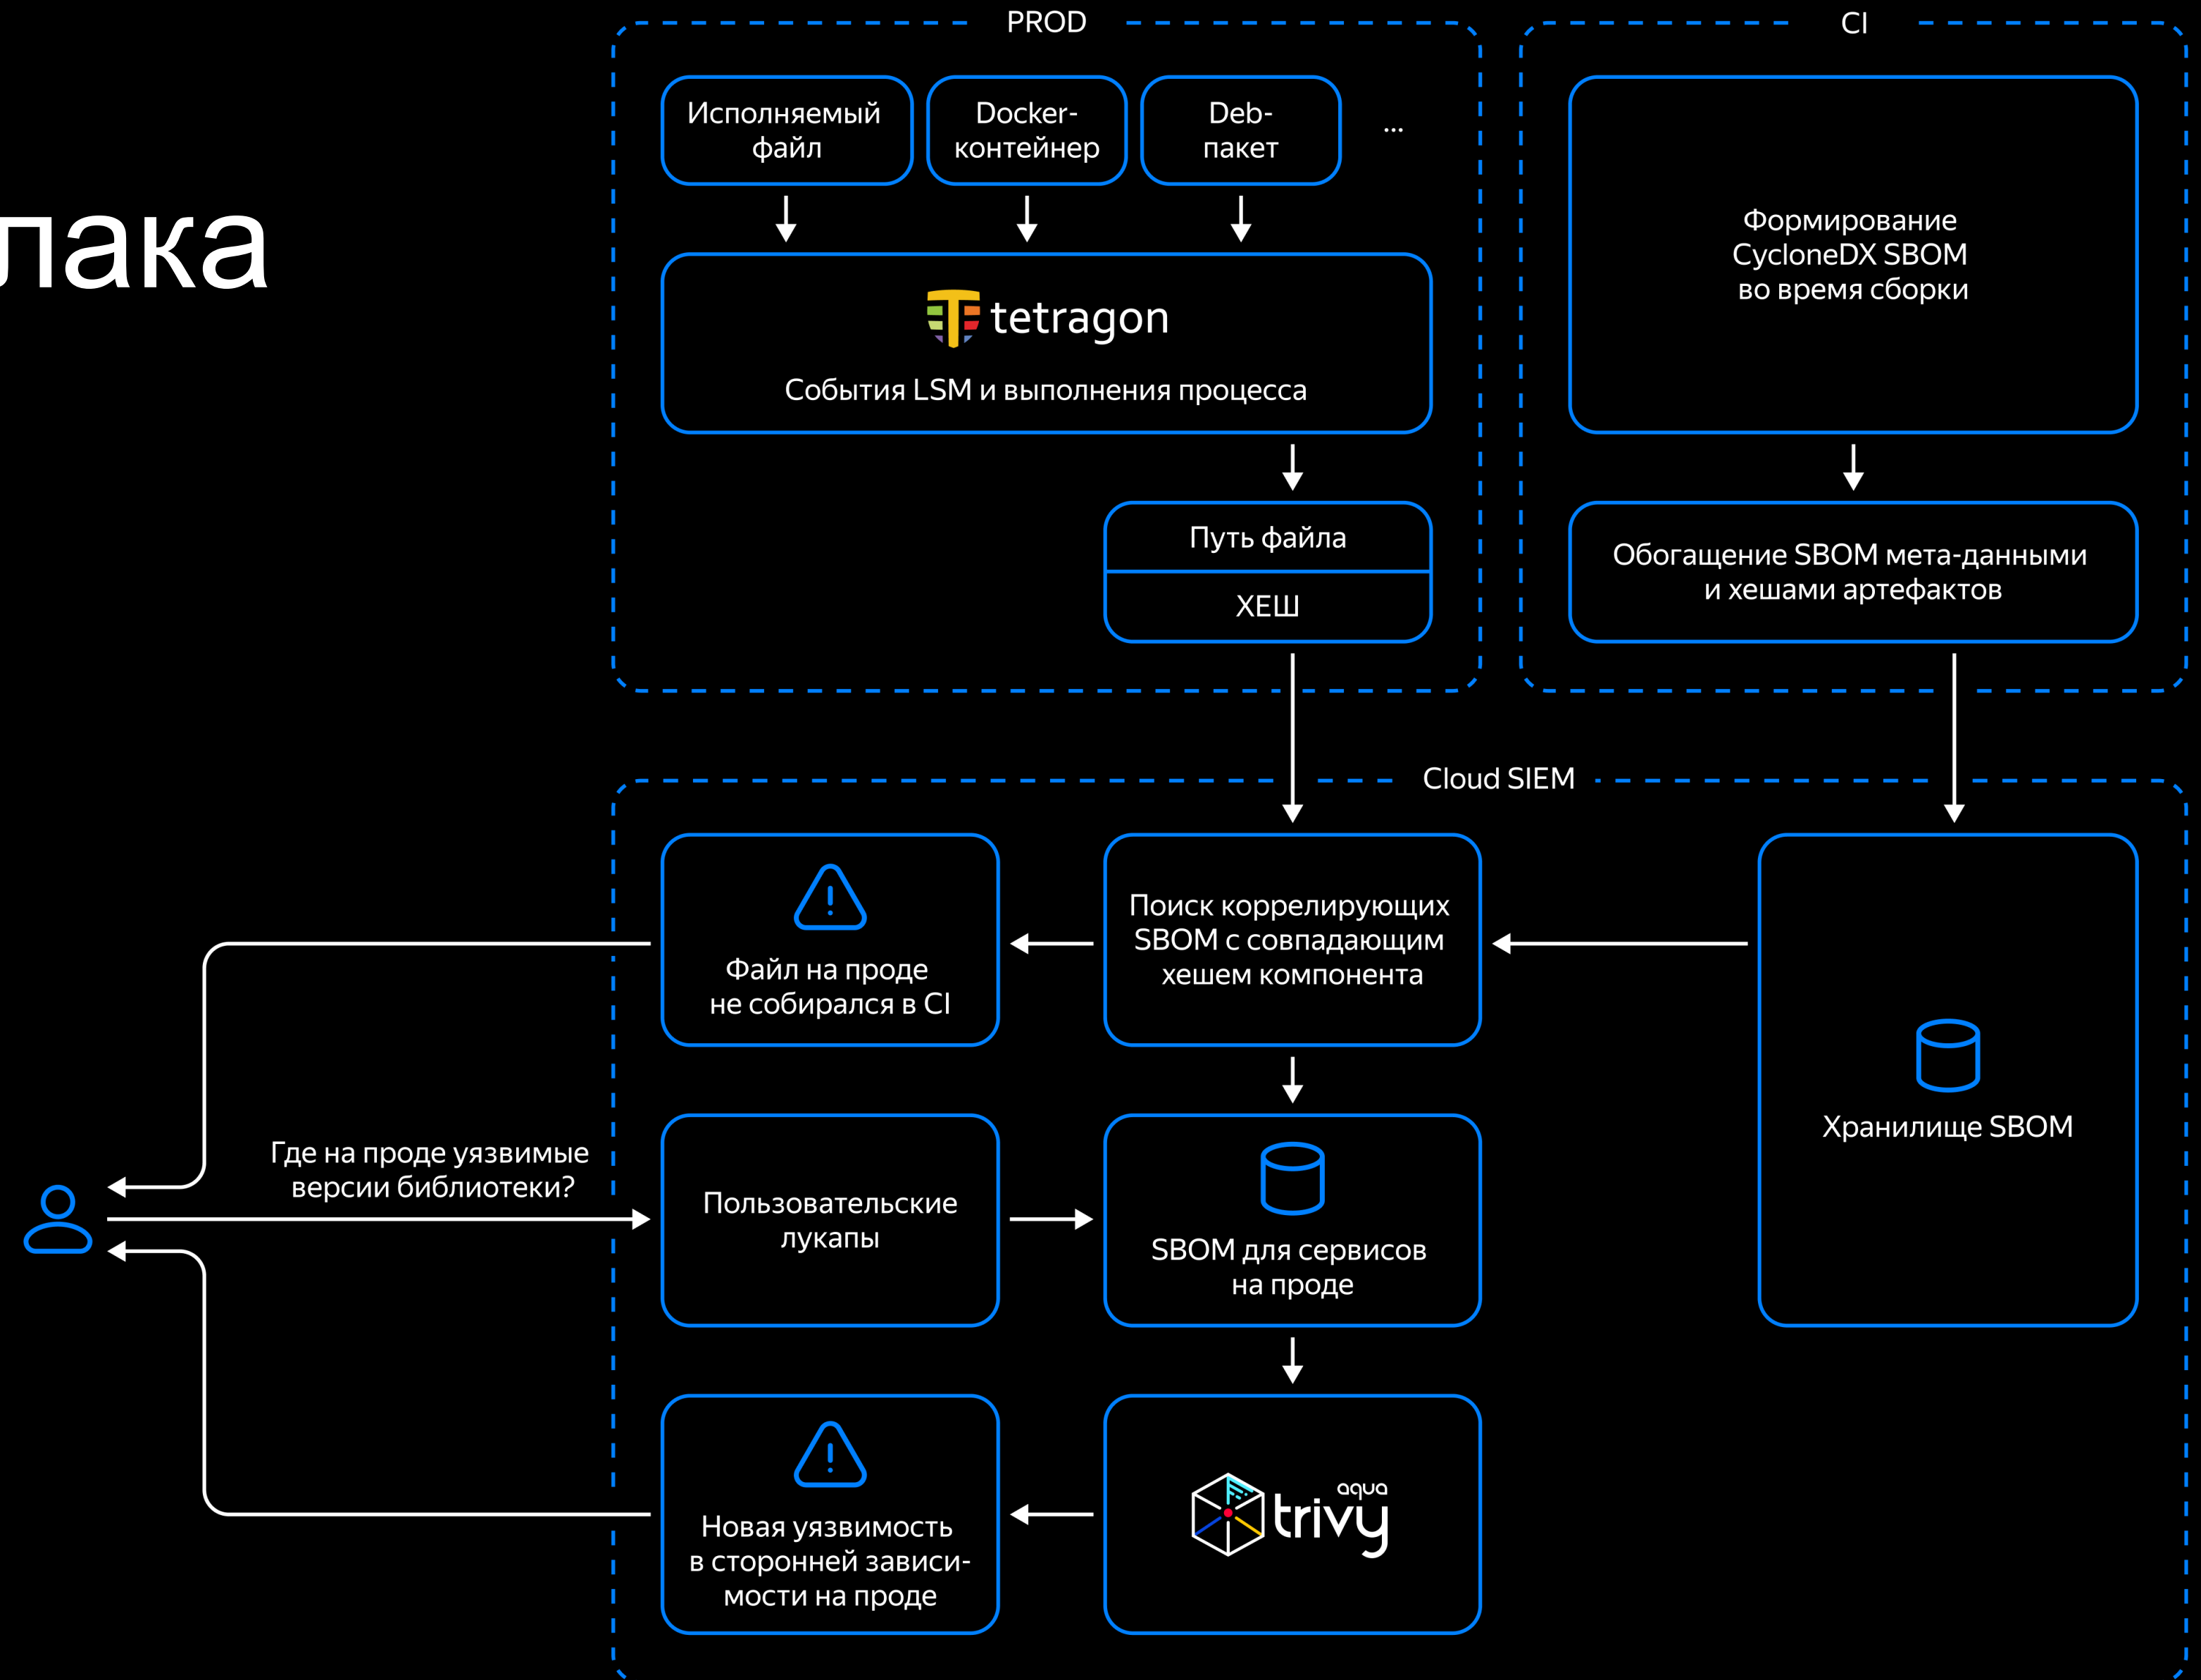 лака
PROD
Исполняемый
файл
Docker-
контейнер
Deb-
пакет
...
tetragon
События LSM и выполнения процесса
Путь файла
ХЕШ
CI
Формирование
CycloneDX SBOM
во время сборки
Обогащение SBOM мета-данными
и хешами артефактов
Cloud SIEM
Файл на проде
не собирался в CI
Поиск коррелирующих
SBOM с совпадающим
хешем компонента
Хранилище SBOM
Где на проде уязвимые
версии библиотеки?
Пользовательские
лукапы
SBOM для сервисов
на проде
Новая уязвимость
в сторонней зависи-
мости на проде
aqua
trivy